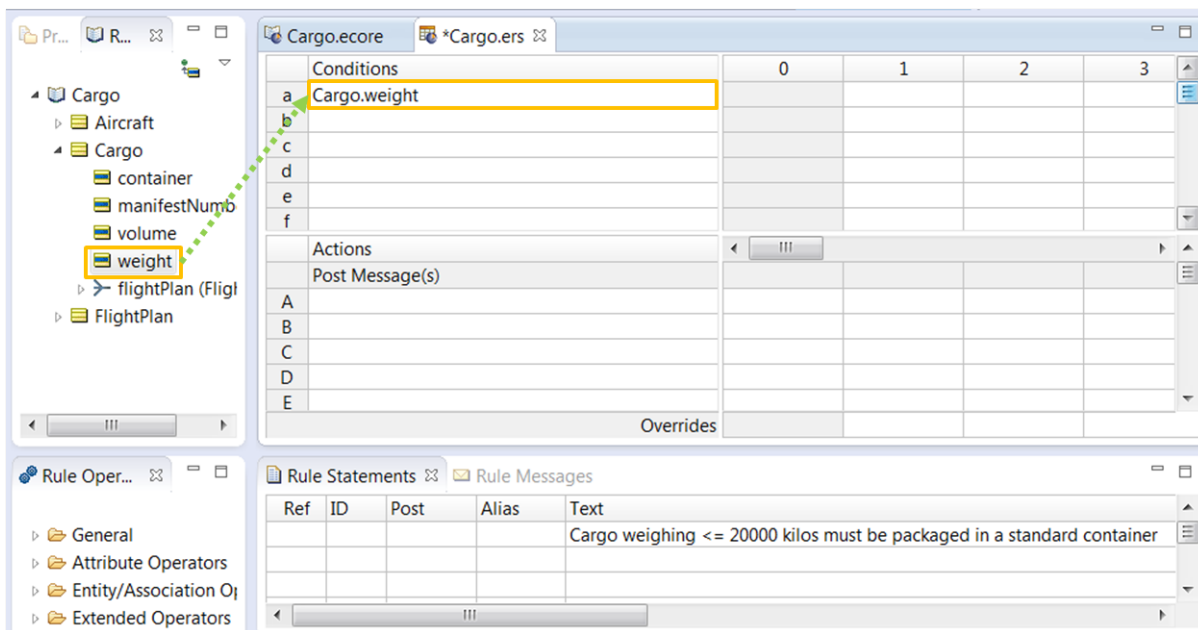 Pr...
R...
Cargo
Aircraft
Cargo
container
manifestNumb
volume
weight
flightPlan (Fligh
FlightPlan
Cargo.ecore
*Cargo.ers
Conditions 0 1 2 3
a Cargo.weight
b
c
d
e
f
Actions
Post Message(s)
A
B
C
D
E
Overrides
Rule Oper...
General
Attribute Operators
Entity/Association Op
Extended Operators
Rule Statements
Rule Messages
Ref ID Post Alias Text
Cargo weighing <= 20000 kilos must be packaged in a standard container